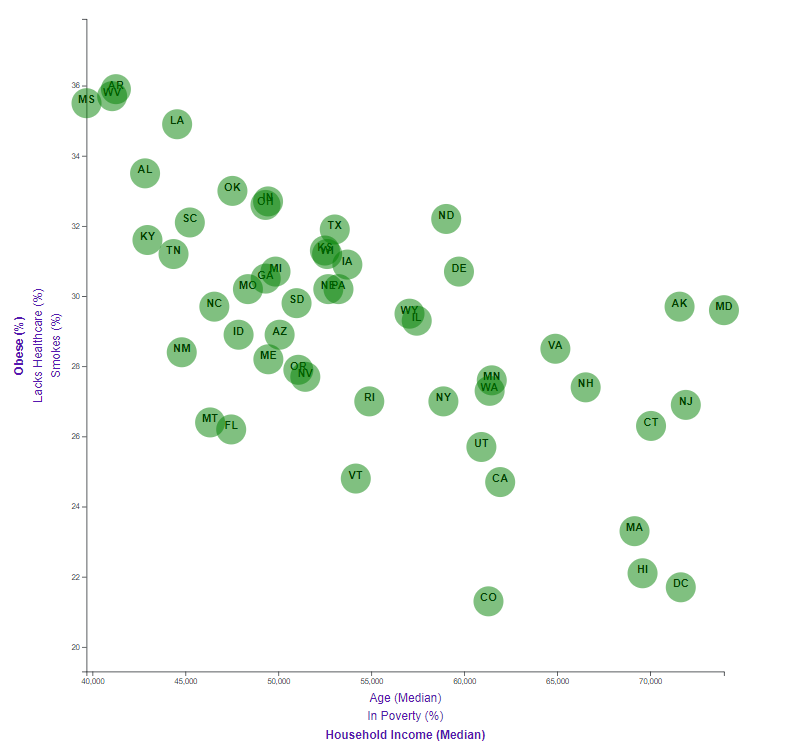 36
34
32
30
28
26
24
22
20
40,000
45,000
50,000
55,000
60,000
65,000
70,000
AR
WV
MS
LA
AL
OK
IN
OH
SC
ND
TX
KY
TN
KS
WI
IA
MI
GA
DE
MO
NE
PA
SD
NC
AK
MD
WY
IL
ID
AZ
VA
NM
ME
OR
NV
MN
WA
NH
RI
NY
NJ
MT
FL
CT
UT
VT
CA
MA
HI
DC
CO
Obese (%)
Lacks Healthcare (%)
Smokes (%)
Age (Median)
In Poverty (%)
Household Income (Median)